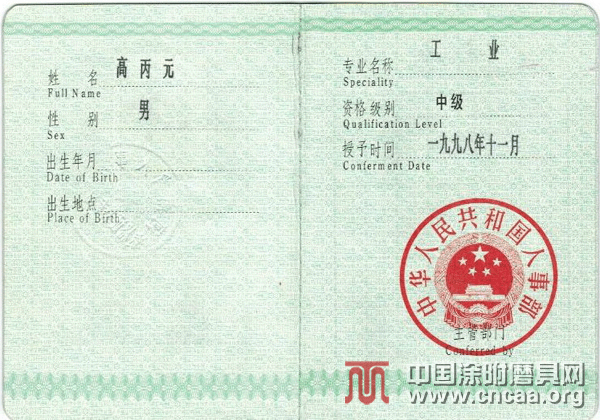 姓 名 高丙元
Full Name
性 别 男
Sex
出生年月
Date of Birth
出生地点
Place of Birth
专业名称 工 业
Speciality
资格级别 中级
Qualification Level
授予时间 一九九八年十一月
Conferment Date
中华人民共和国人事部
主管部门
Conferred by
中国涂附磨具网
www.cncaa.org